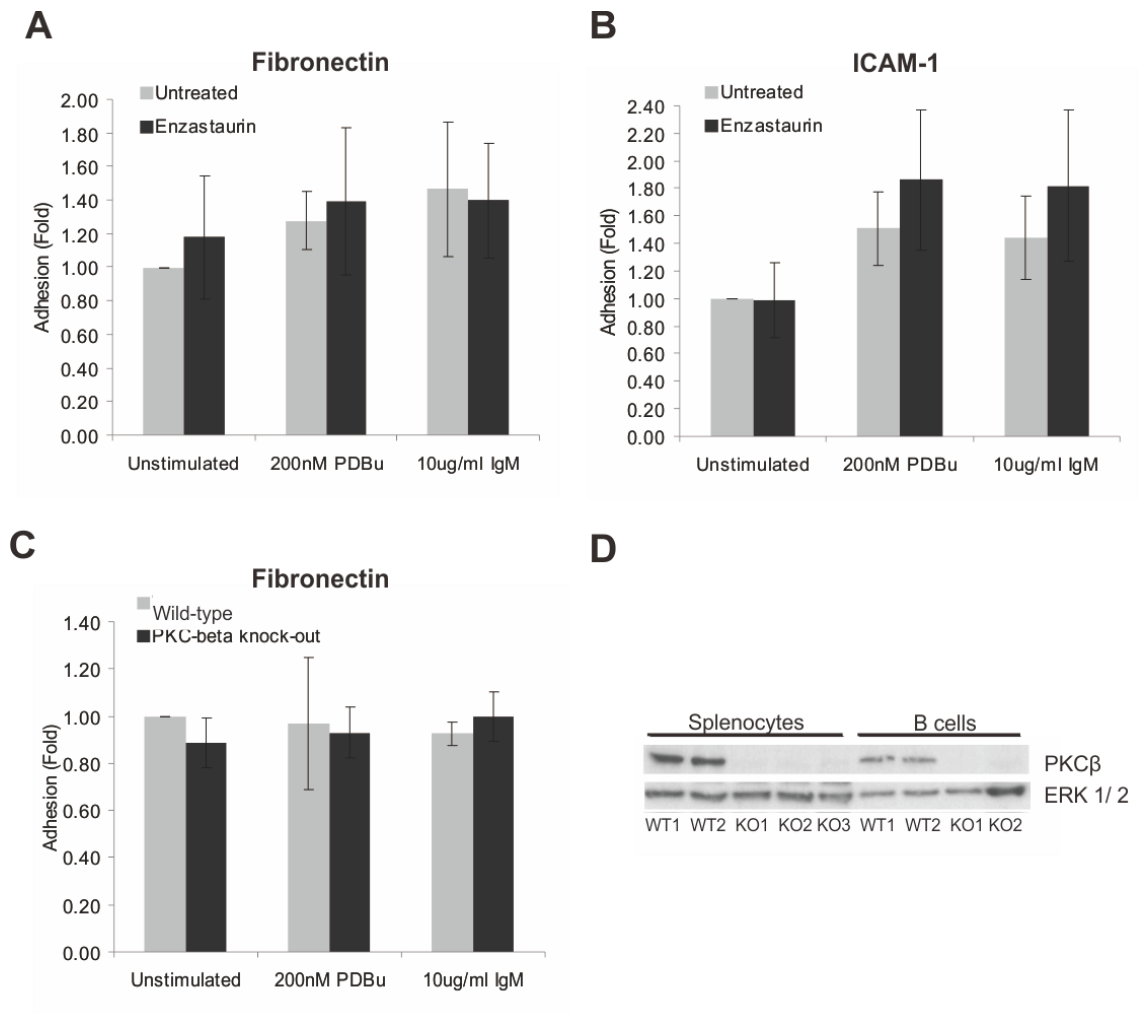 A
Fibronectin
Untreated
Enzastaurin
2.00
1.80
1.60
1.40
1.20
1.00
0.80
0.60
0.40
0.20
0.00
Adhesion (Fold)
Unstimulated 200nM PDBu 10ug/ml IgM
B
ICAM-1
Untreated
Enzastaurin
2.40
2.20
2.00
1.80
1.60
1.40
1.20
1.00
0.80
0.60
0.40
0.20
0.00
Adhesion (Fold)
Unstimulated 200nM PDBu 10ug/ml IgM
C
Fibronectin
Wild-type
PKC-beta knock-out
1.40
1.20
1.00
0.80
0.60
0.40
0.20
0.00
Adhesion (Fold)
Unstimulated 200nM PDBu 10ug/ml IgM
D
Splenocytes B cells
PKCβ
ERK 1/ 2
WT1 WT2 KO1 KO2 KO3 WT1 WT2 KO1 KO2